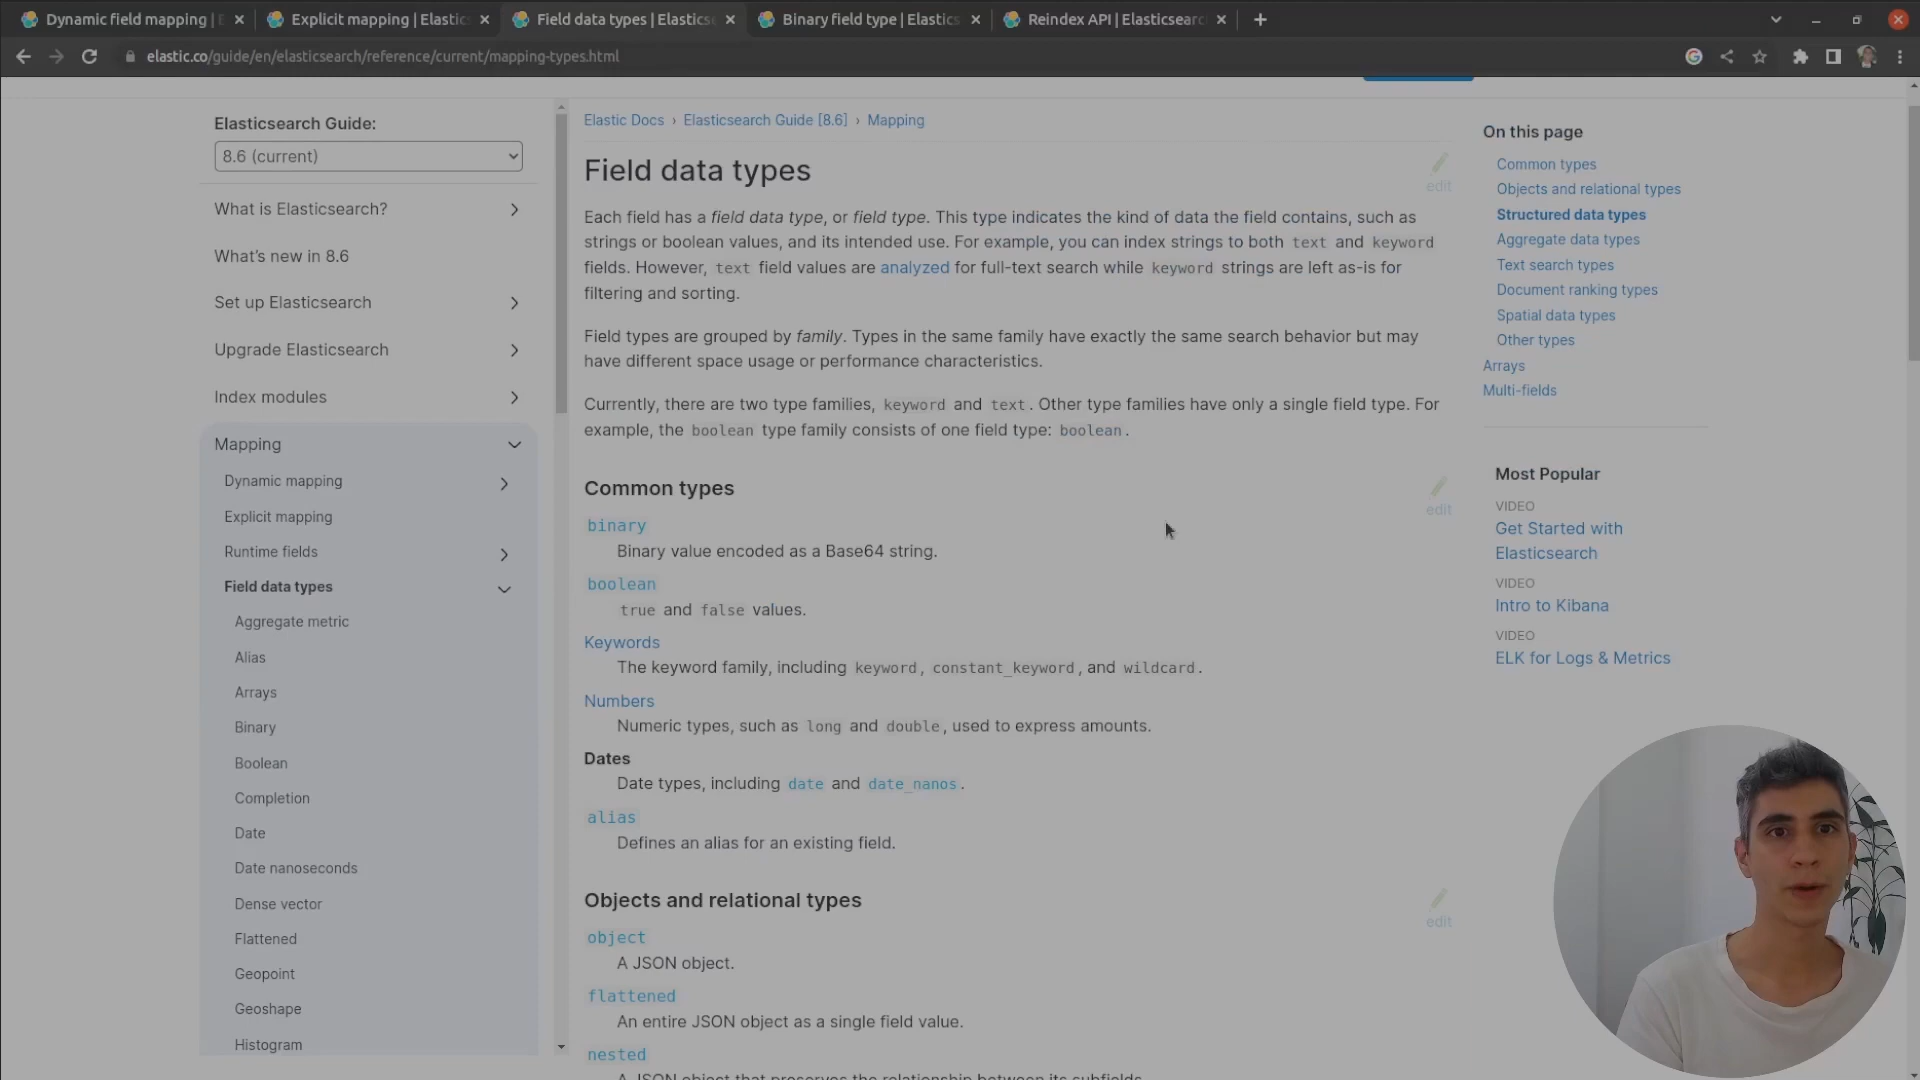 Dynamic field mapping | E
Explicit mapping | Elastic
Field data types | Elasticse
Binary field type | Elastics
Reindex API | Elasticsearc
elastic.co/guide/en/elasticsearch/reference/current/mapping-types.html
Elasticsearch Guide:
8.6 (current)
What is Elasticsearch?
What's new in 8.6
Set up Elasticsearch
Upgrade Elasticsearch
Index modules
Mapping
Dynamic mapping
Explicit mapping
Runtime fields
Field data types
Aggregate metric
Alias
Arrays
Binary
Boolean
Completion
Date
Date nanoseconds
Dense vector
Flattened
Geopoint
Geoshape
Histogram
Elastic Docs › Elasticsearch Guide [8.6] › Mapping
Field data types
edit
Each field has a field data type, or field type. This type indicates the kind of data the field contains, such as
strings or boolean values, and its intended use. For example, you can index strings to both text and keyword
fields. However, text field values are analyzed for full-text search while keyword strings are left as-is for
filtering and sorting.
Field types are grouped by family. Types in the same family have exactly the same search behavior but may
have different space usage or performance characteristics.
Currently, there are two type families, keyword and text. Other type families have only a single field type. For
example, the boolean type family consists of one field type: boolean.
Common types
edit
binary
Binary value encoded as a Base64 string.
boolean
true and false values.
Keywords
The keyword family, including keyword, constant_keyword, and wildcard.
Numbers
Numeric types, such as long and double, used to express amounts.
Dates
Date types, including date and date_nanos.
alias
Defines an alias for an existing field.
Objects and relational types
edit
object
A JSON object.
flattened
An entire JSON object as a single field value.
nested
A JSON object that preserves the relationship between its subfields.
On this page
Common types
Objects and relational types
Structured data types
Aggregate data types
Text search types
Document ranking types
Spatial data types
Other types
Arrays
Multi-fields
Most Popular
VIDEO
Get Started with
Elasticsearch
VIDEO
Intro to Kibana
VIDEO
ELK for Logs & Metrics